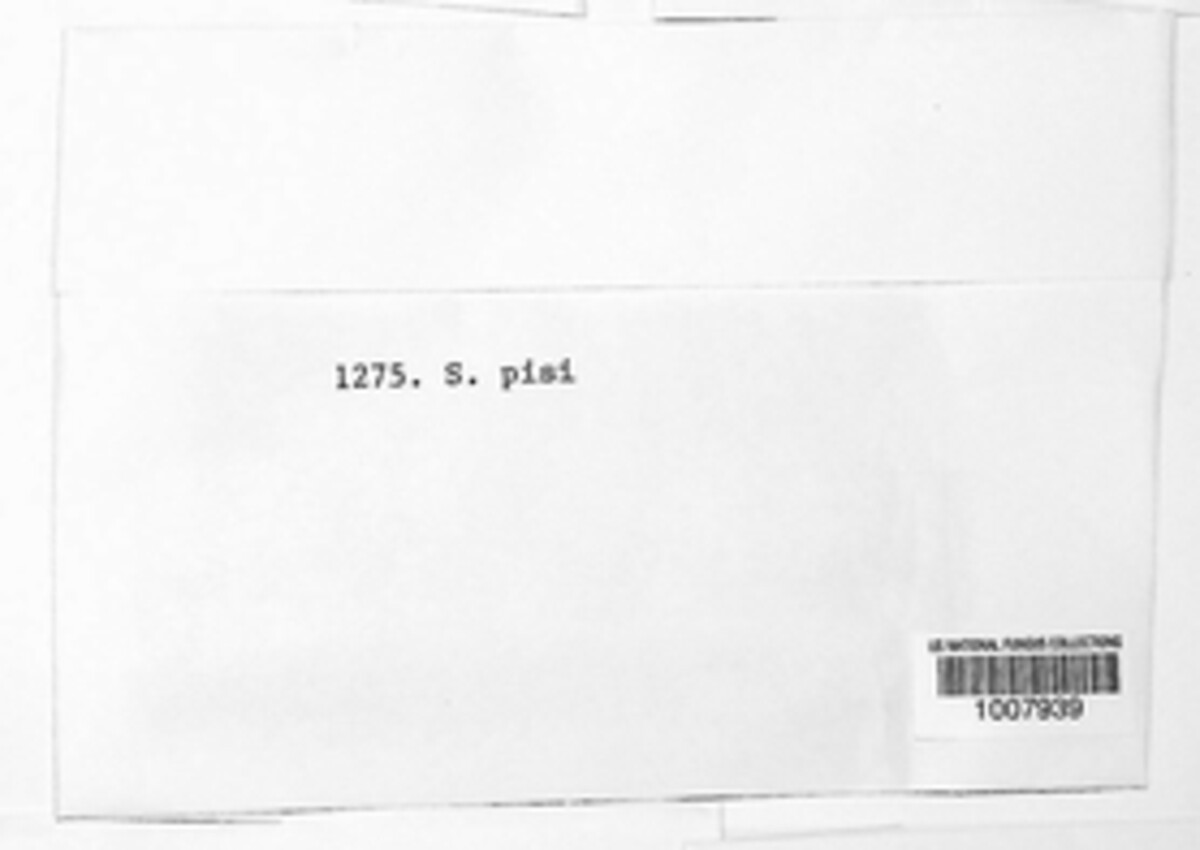 1275. S. pisi
US NATIONAL FUNGUS COLLECTIONS
1007939